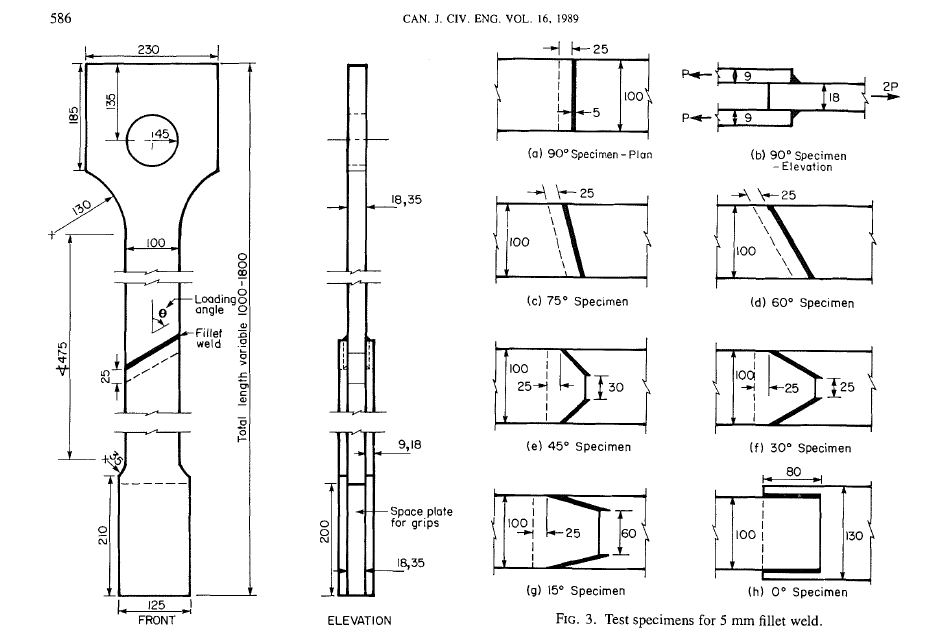 586
CAN. J. CIV. ENG. VOL. 16, 1989
230
185
135
45
130
100
Loading
angle
θ
Fillet
weld
≮475
25
35
210
125
FRONT
Total length variable 1000-1800
18,35
9,18
Space plate
for grips
200
18,35
ELEVATION
25
100
5
(a) 90° Specimen-Plan
P
9
18
2P
P
9
(b) 90° Specimen
-Elevation
25
100
(c) 75° Specimen
25
100
(d) 60° Specimen
100
25
30
(e) 45° Specimen
100
25
25
(f) 30° Specimen
100
25
60
(g) 15° Specimen
80
100
130
(h) 0° Specimen
FIG. 3. Test specimens for 5 mm fillet weld.